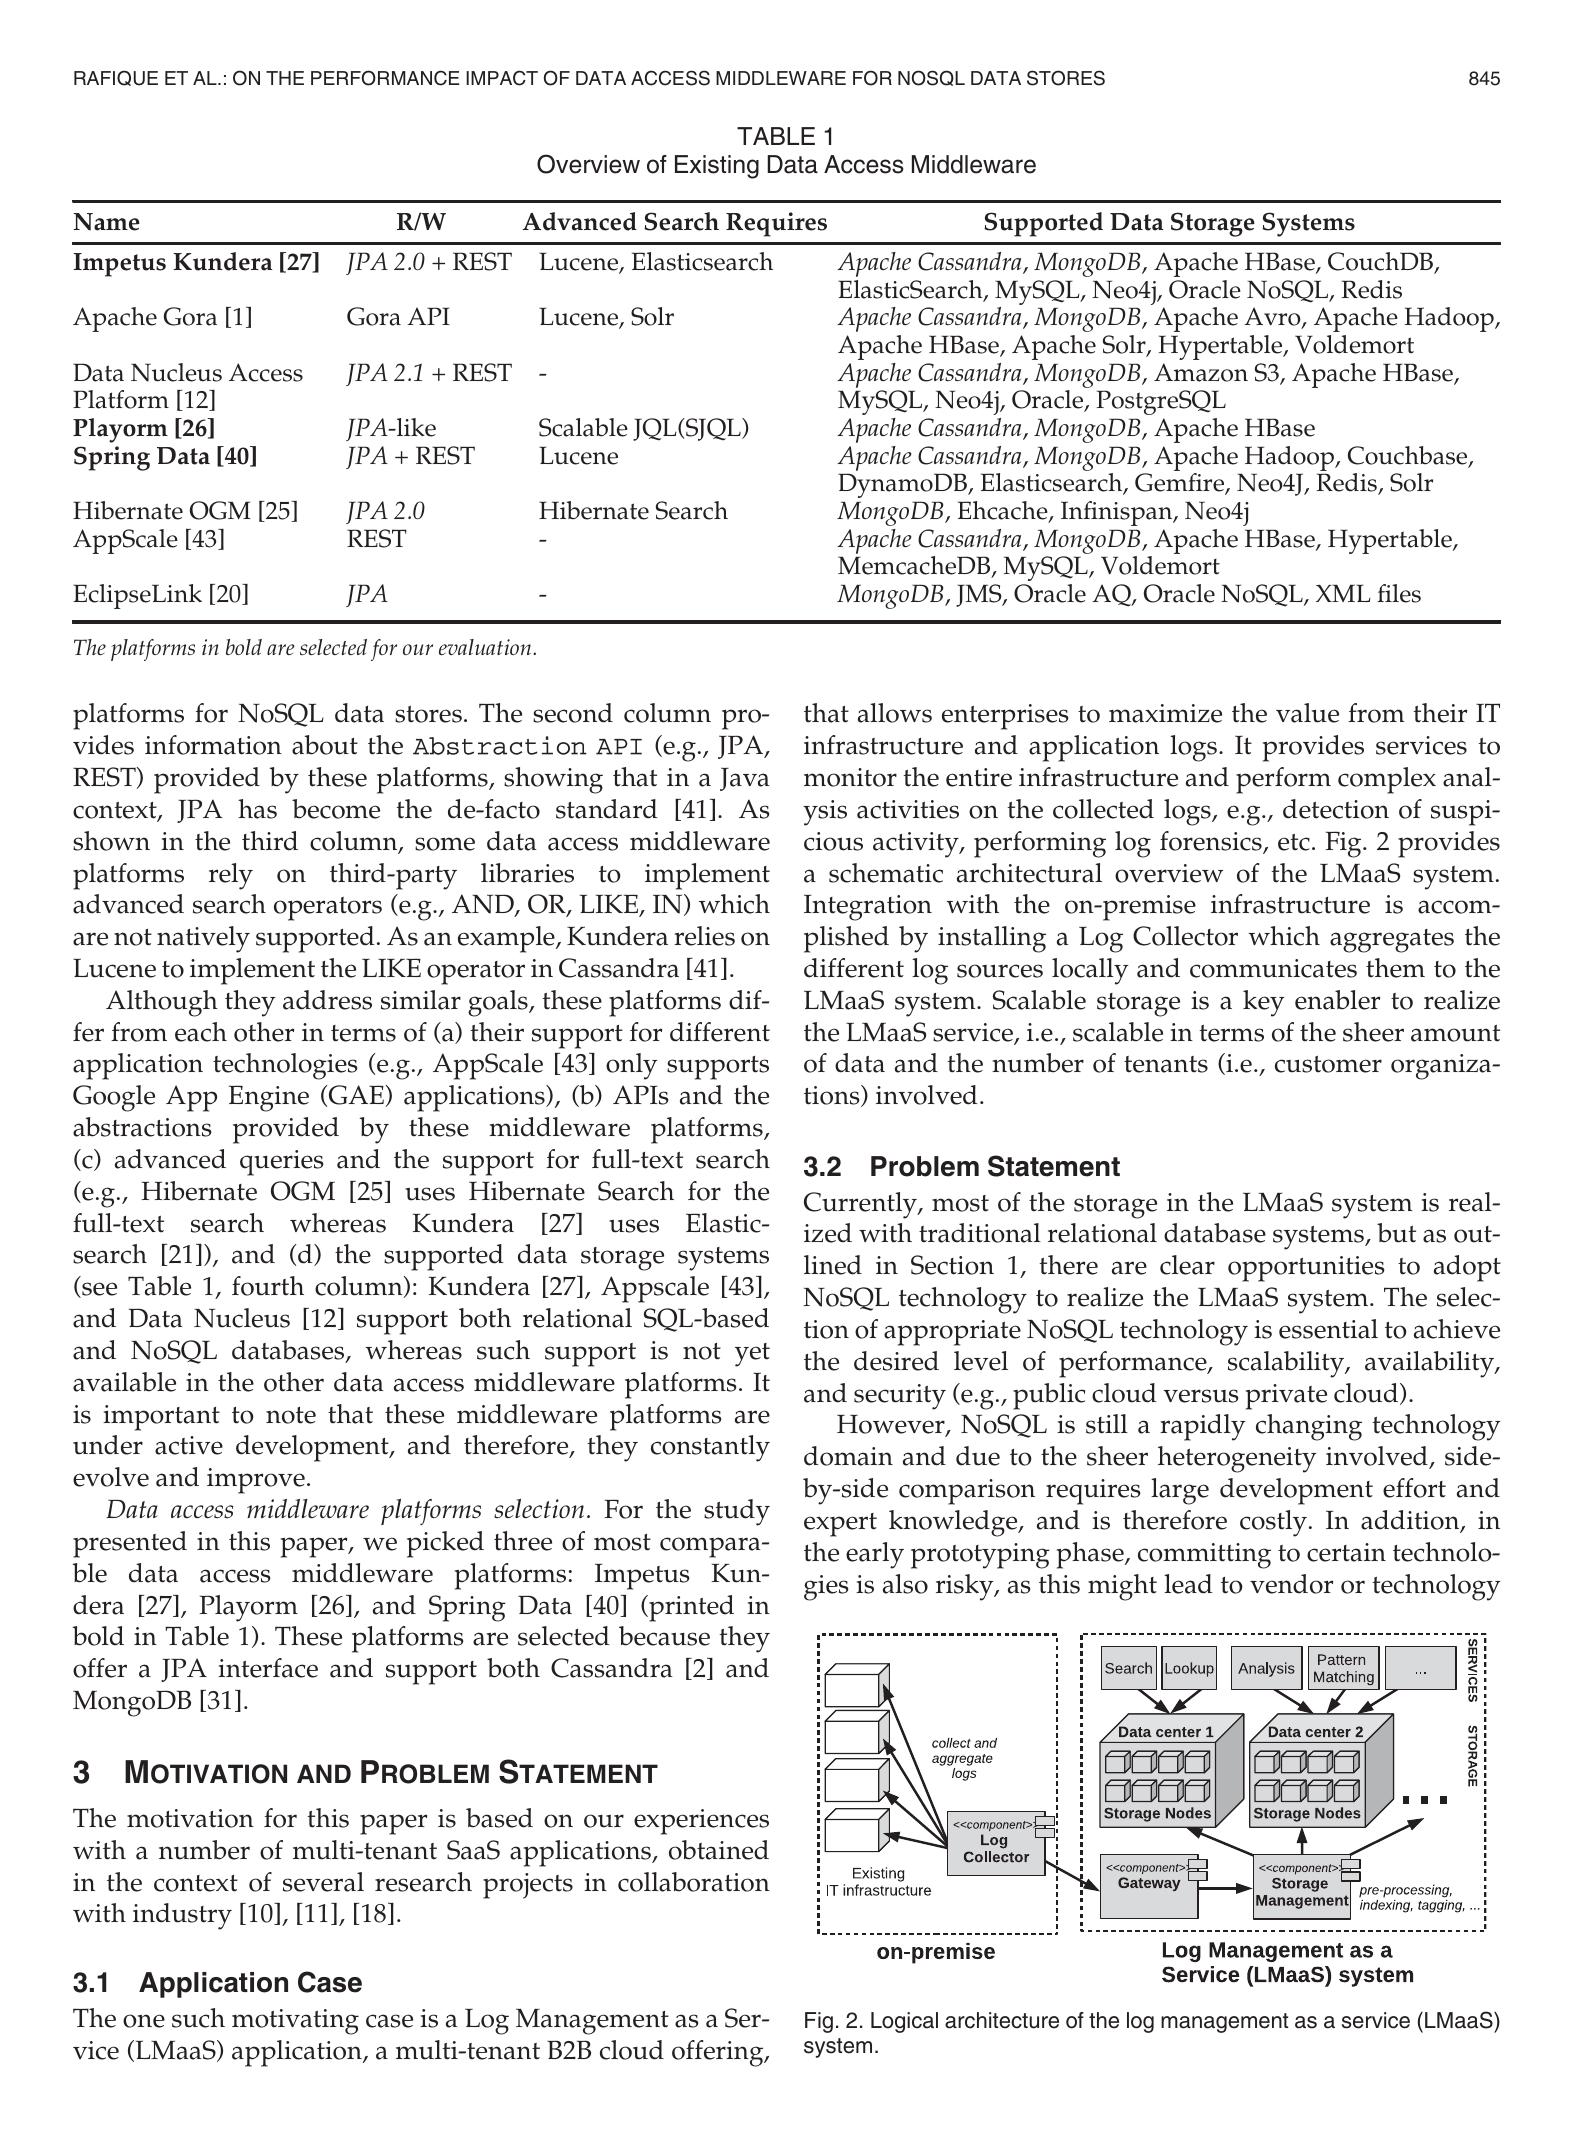 RAFIQUE ET AL.: ON THE PERFORMANCE IMPACT OF DATA ACCESS MIDDLEWARE FOR NOSQL DATA STORES 845
TABLE 1
Overview of Existing Data Access Middleware
Name R/W Advanced Search Requires Supported Data Storage Systems
Impetus Kundera [27] JPA 2.0 + REST Lucene, Elasticsearch Apache Cassandra, MongoDB, Apache HBase, CouchDB,
ElasticSearch, MySQL, Neo4j, Oracle NoSQL, Redis
Apache Gora [1] Gora API Lucene, Solr Apache Cassandra, MongoDB, Apache Avro, Apache Hadoop,
Apache HBase, Apache Solr, Hypertable, Voldemort
Data Nucleus Access JPA 2.1 + REST - Apache Cassandra, MongoDB, Amazon S3, Apache HBase,
Platform [12] MySQL, Neo4j, Oracle, PostgreSQL
Playorm [26] JPA-like Scalable JQL(SJQL) Apache Cassandra, MongoDB, Apache HBase
Spring Data [40] JPA + REST Lucene Apache Cassandra, MongoDB, Apache Hadoop, Couchbase,
DynamoDB, Elasticsearch, Gemfire, Neo4J, Redis, Solr
Hibernate OGM [25] JPA 2.0 Hibernate Search MongoDB, Ehcache, Infinispan, Neo4j
AppScale [43] REST - Apache Cassandra, MongoDB, Apache HBase, Hypertable,
MemcacheDB, MySQL, Voldemort
EclipseLink [20] JPA - MongoDB, JMS, Oracle AQ, Oracle NoSQL, XML files
The platforms in bold are selected for our evaluation.
platforms for NoSQL data stores. The second column pro-
vides information about the Abstraction API (e.g., JPA,
REST) provided by these platforms, showing that in a Java
context, JPA has become the de-facto standard [41]. As
shown in the third column, some data access middleware
platforms rely on third-party libraries to implement
advanced search operators (e.g., AND, OR, LIKE, IN) which
are not natively supported. As an example, Kundera relies on
Lucene to implement the LIKE operator in Cassandra [41].
Although they address similar goals, these platforms dif-
fer from each other in terms of (a) their support for different
application technologies (e.g., AppScale [43] only supports
Google App Engine (GAE) applications), (b) APIs and the
abstractions provided by these middleware platforms,
(c) advanced queries and the support for full-text search
(e.g., Hibernate OGM [25] uses Hibernate Search for the
full-text search whereas Kundera [27] uses Elastic-
search [21]), and (d) the supported data storage systems
(see Table 1, fourth column): Kundera [27], Appscale [43],
and Data Nucleus [12] support both relational SQL-based
and NoSQL databases, whereas such support is not yet
available in the other data access middleware platforms. It
is important to note that these middleware platforms are
under active development, and therefore, they constantly
evolve and improve.
Data access middleware platforms selection. For the study
presented in this paper, we picked three of most compara-
ble data access middleware platforms: Impetus Kun-
dera [27], Playorm [26], and Spring Data [40] (printed in
bold in Table 1). These platforms are selected because they
offer a JPA interface and support both Cassandra [2] and
MongoDB [31].
3 MOTIVATION AND PROBLEM STATEMENT
The motivation for this paper is based on our experiences
with a number of multi-tenant SaaS applications, obtained
in the context of several research projects in collaboration
with industry [10], [11], [18].
3.1 Application Case
The one such motivating case is a Log Management as a Ser-
vice (LMaaS) application, a multi-tenant B2B cloud offering,
that allows enterprises to maximize the value from their IT
infrastructure and application logs. It provides services to
monitor the entire infrastructure and perform complex anal-
ysis activities on the collected logs, e.g., detection of suspi-
cious activity, performing log forensics, etc. Fig. 2 provides
a schematic architectural overview of the LMaaS system.
Integration with the on-premise infrastructure is accom-
plished by installing a Log Collector which aggregates the
different log sources locally and communicates them to the
LMaaS system. Scalable storage is a key enabler to realize
the LMaaS service, i.e., scalable in terms of the sheer amount
of data and the number of tenants (i.e., customer organiza-
tions) involved.
3.2 Problem Statement
Currently, most of the storage in the LMaaS system is real-
ized with traditional relational database systems, but as out-
lined in Section 1, there are clear opportunities to adopt
NoSQL technology to realize the LMaaS system. The selec-
tion of appropriate NoSQL technology is essential to achieve
the desired level of performance, scalability, availability,
and security (e.g., public cloud versus private cloud).
However, NoSQL is still a rapidly changing technology
domain and due to the sheer heterogeneity involved, side-
by-side comparison requires large development effort and
expert knowledge, and is therefore costly. In addition, in
the early prototyping phase, committing to certain technolo-
gies is also risky, as this might lead to vendor or technology
Search Lookup Analysis Pattern
Matching ...
SERVICES
STORAGE
Data center 1 Data center 2
Storage Nodes Storage Nodes
collect and
aggregate
logs
<<component>>
Log
Collector
Existing
IT infrastructure
<<component>>
Gateway
<<component>>
Storage
Management
pre-processing,
indexing, tagging, ...
on-premise
Log Management as a
Service (LMaaS) system
Fig. 2. Logical architecture of the log management as a service (LMaaS)
system.